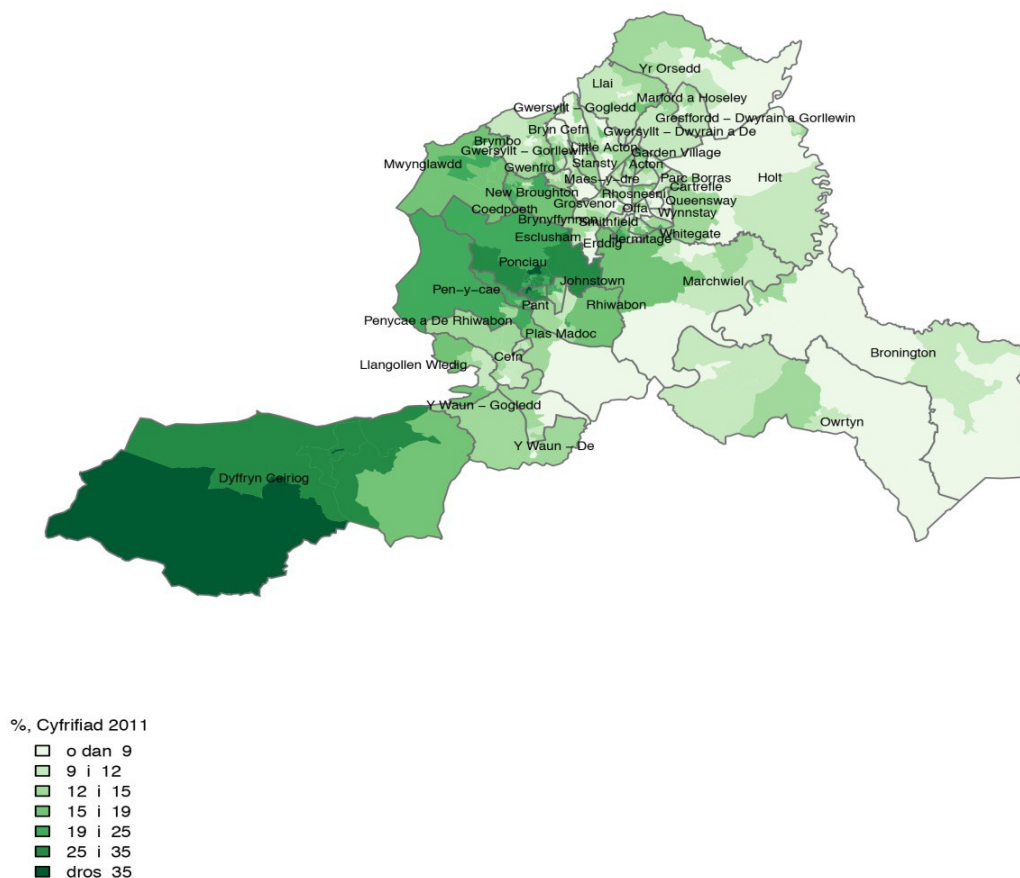 Yr Orsedd
Llai
Marford a Hoseley
Gwersyllt - Gogledd
Gresffordd - Dwyrain a Gorllewin
Bryn Cefn
Gwersyllt - Dwyrain a De
Brymbo
Little Acton
Gwersyllt - Gorllewin
Garden Village
Mwynglawdd
Gwenfro
Stansty
Acton
Maes-y-dre
Parc Borras
Holt
Cartrefle
New Broughton
Rhosnesni
Queensway
Coedpoeth
Grosvenor
Offa
Wynnstay
Brynyffynnon
Smithfield
Whitegate
Esclusham
Erddig
Hermitage
Ponciau
Johnstown
Marchwiel
Pen-y-cae
Pant
Rhiwabon
Penycae a De Rhiwabon
Plas Madoc
Bronington
Cefn
Llangollen Wledig
Y Waun - Gogledd
Owrtyn
Y Waun - De
Dyffryn Ceiriog
%, Cyfrifiad 2011
o dan 9
9 i 12
12 i 15
15 i 19
19 i 25
25 i 35
dros 35